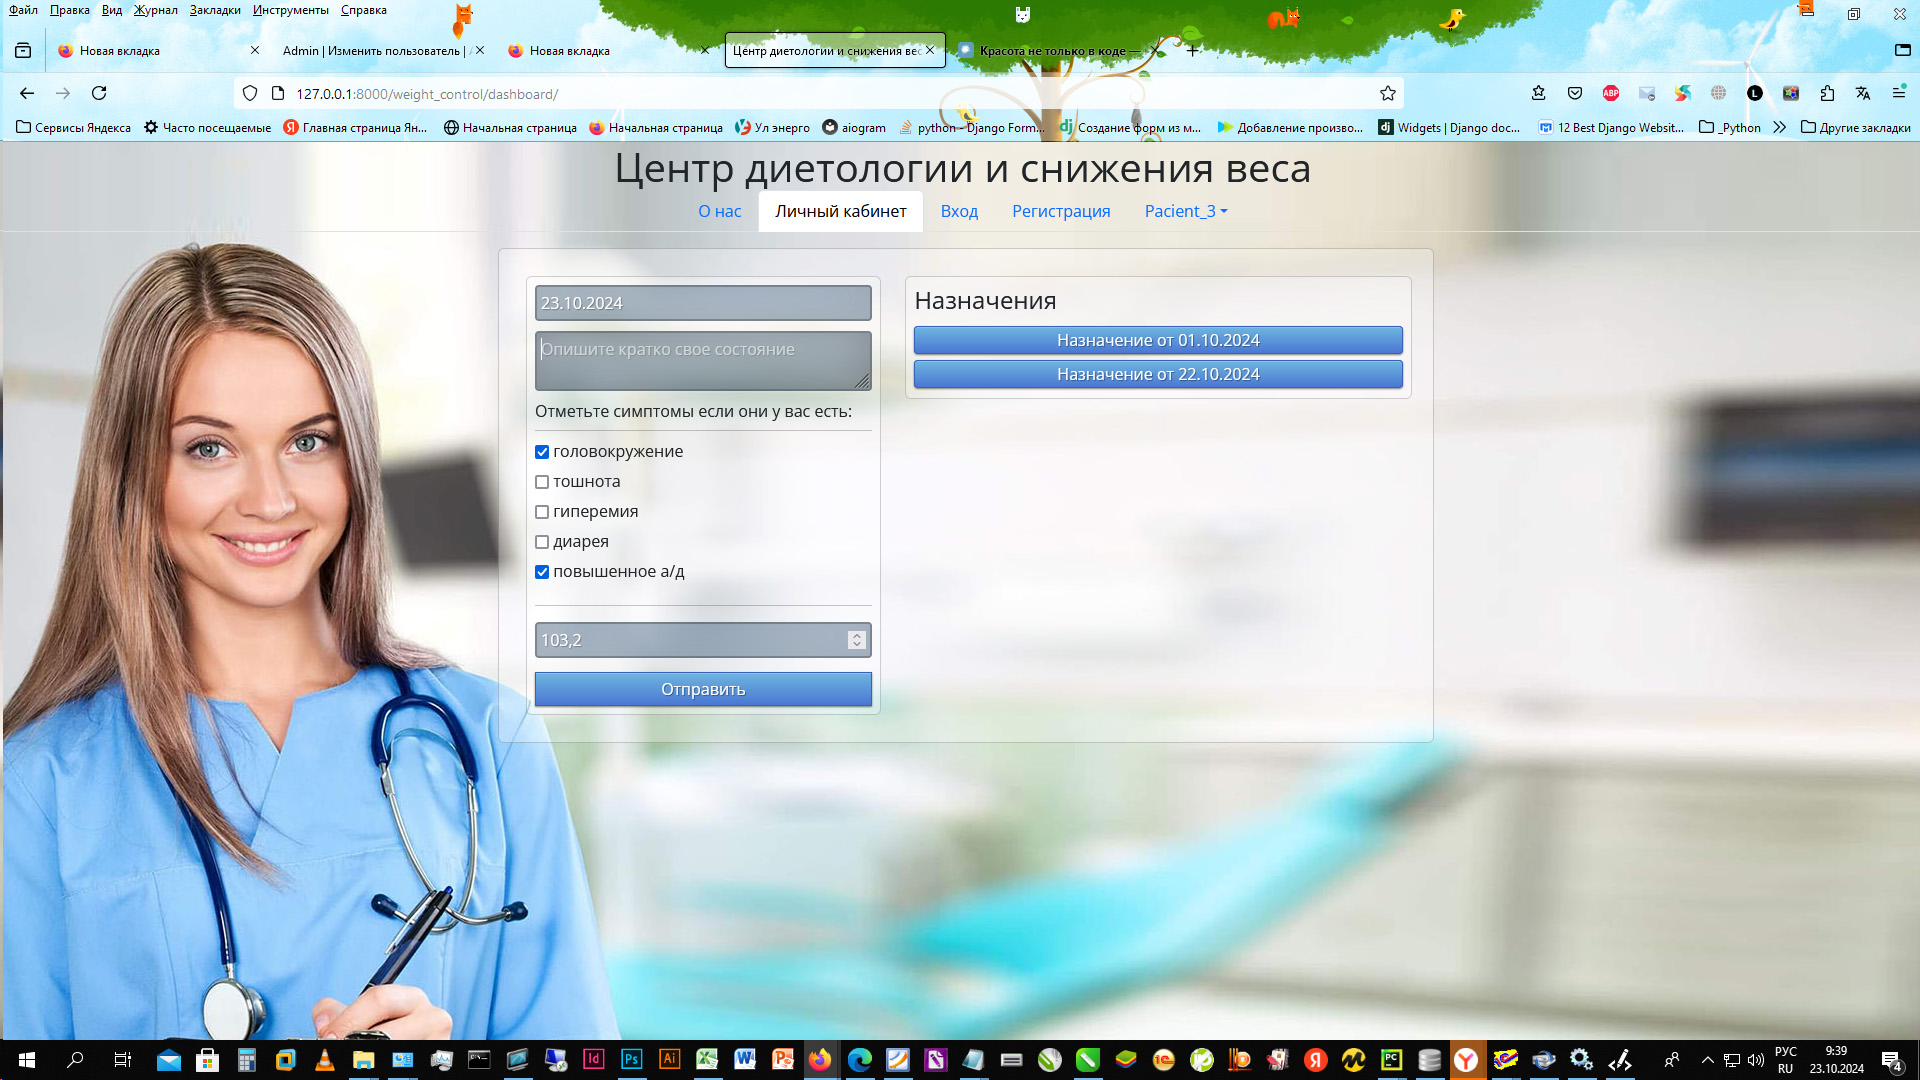 Файл Правка Вид Журнал Закладки Инструменты Справка
Новая вкладка
Admin | Изменить пользователь |
Новая вкладка
Центр диетологии и снижения вес
Красота не только в коде —
127.0.0.1:8000/weight_control/dashboard/
ABP
L
Сервисы Яндекса
Часто посещаемые
Главная страница Ян...
Начальная страница
Начальная страница
Ул энерго
aiogram
python - Django Form...
Создание форм из м...
Добавление произво...
Widgets | Django doc...
12 Best Django Websit...
_Python
Другие закладки
Центр диетологии и снижения веса
О нас
Личный кабинет
Вход
Регистрация
Pacient_3
23.10.2024
Опишите кратко свое состояние
Отметьте симптомы если они у вас есть:
головокружение
тошнота
гиперемия
диарея
повышенное а/д
103,2
Отправить
Назначения
Назначение от 01.10.2024
Назначение от 22.10.2024
РУС
RU
9:39
23.10.2024
4